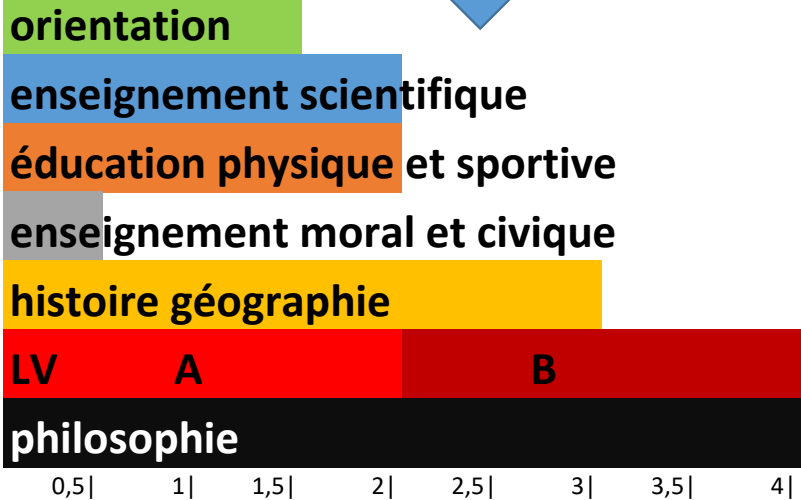 orientation
enseignement scientifique
éducation physique et sportive
enseignement moral et civique
histoire géographie
LV A B
philosophie
0,5| 1| 1,5| 2| 2,5| 3| 3,5| 4|